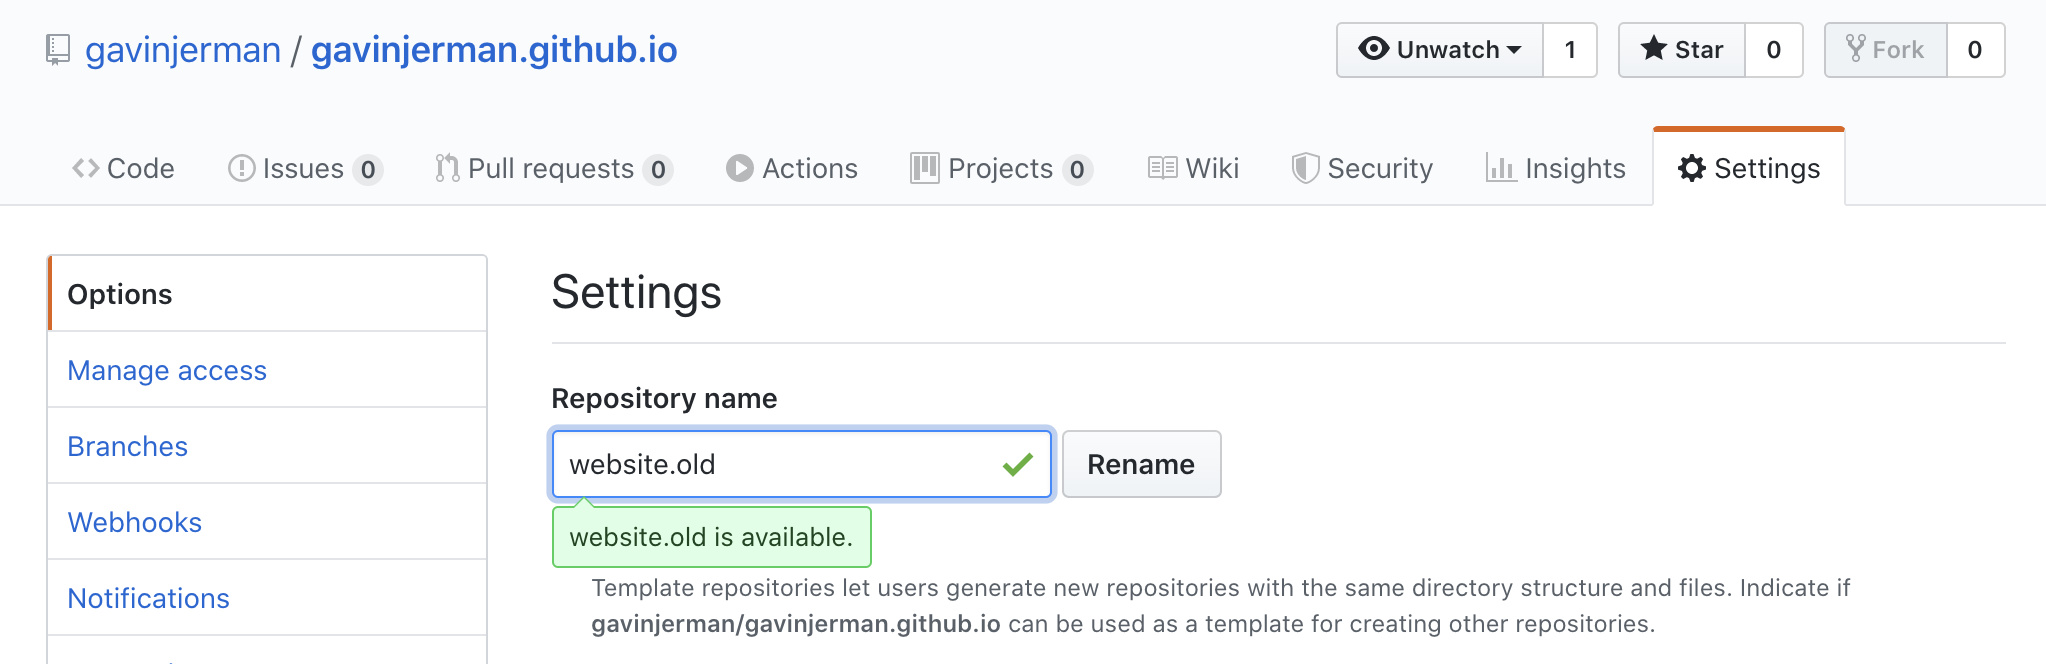 gavinjerman / gavinjerman.github.io
Unwatch 1
Star 0
Fork 0
Code
Issues 0
Pull requests 0
Actions
Projects 0
Wiki
Security
Insights
Settings
Options
Manage access
Branches
Webhooks
Notifications
Settings
Repository name
website.old
Rename
website.old is available.
Template repositories let users generate new repositories with the same directory structure and files. Indicate if
gavinjerman/gavinjerman.github.io can be used as a template for creating other repositories.